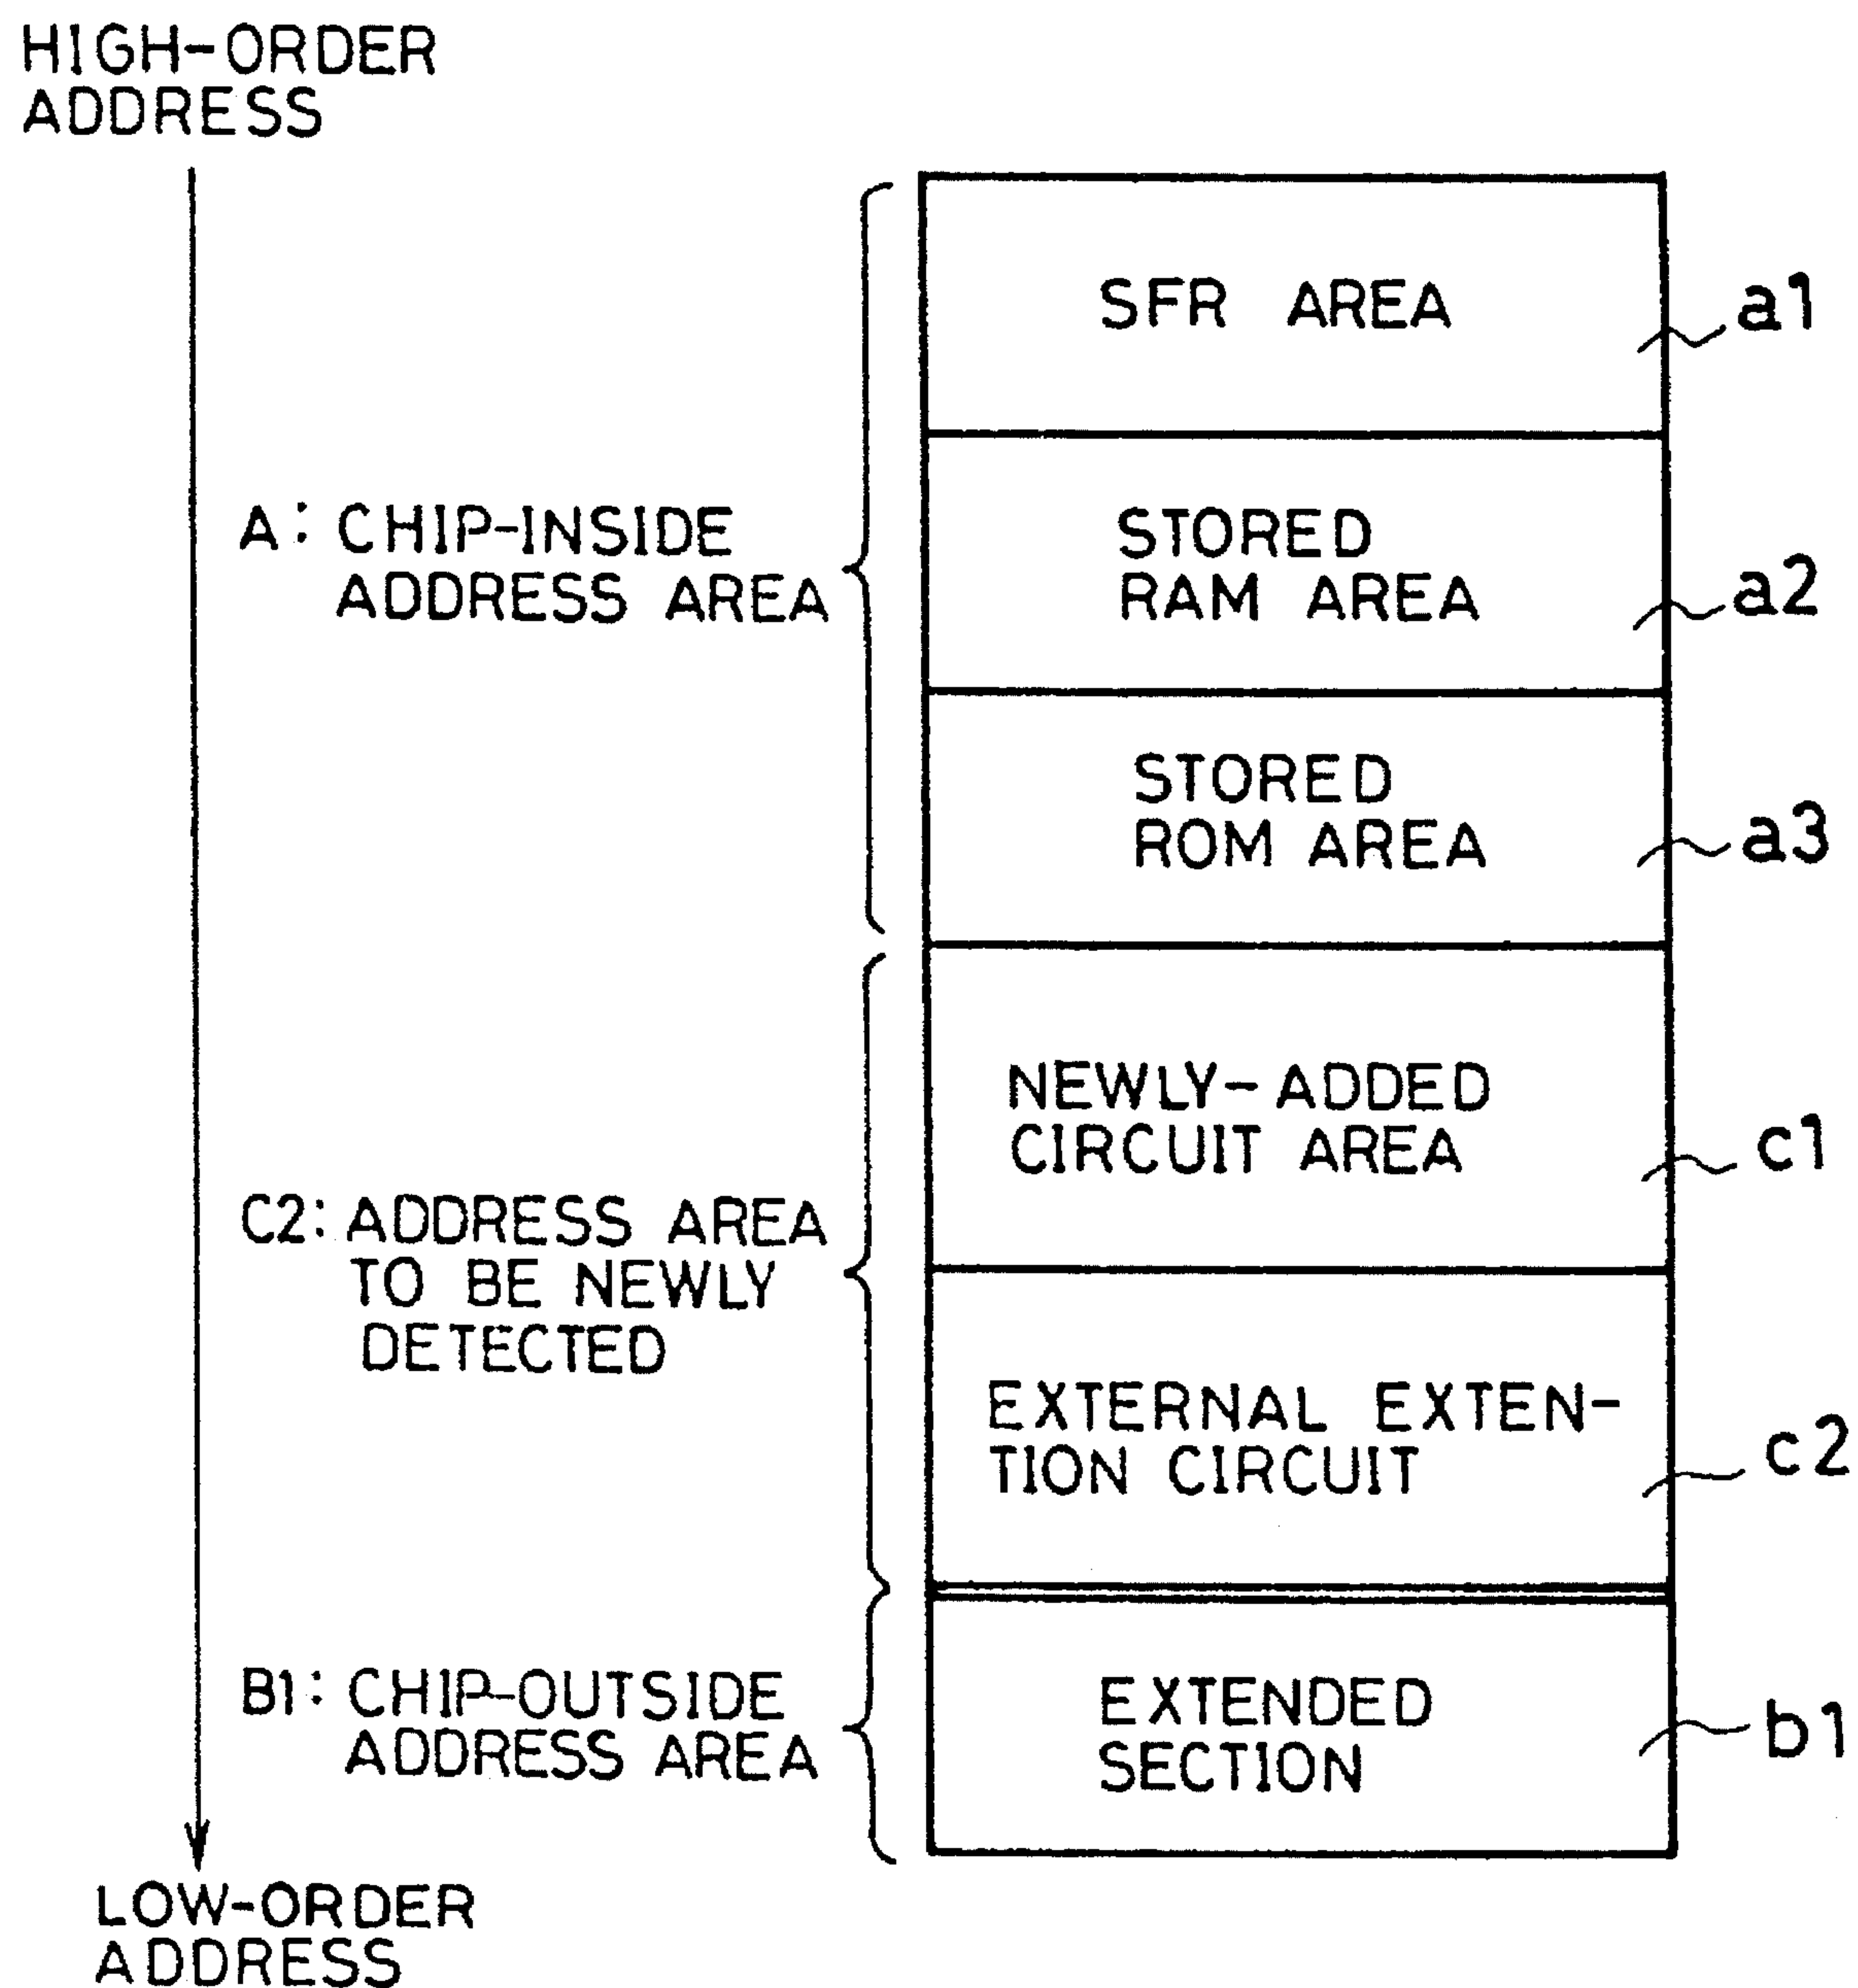 HIGH-ORDER
ADDRESS
SFR AREA
a1
A: CHIP-INSIDE
ADDRESS AREA
STORED
RAM AREA
a2
STORED
ROM AREA
a3
NEWLY-ADDED
CIRCUIT AREA
c1
C2: ADDRESS AREA
TO BE NEWLY
DETECTED
EXTERNAL EXTEN-
TION CIRCUIT
c2
B1: CHIP-OUTSIDE
ADDRESS AREA
EXTENDED
SECTION
b1
LOW-ORDER
ADDRESS